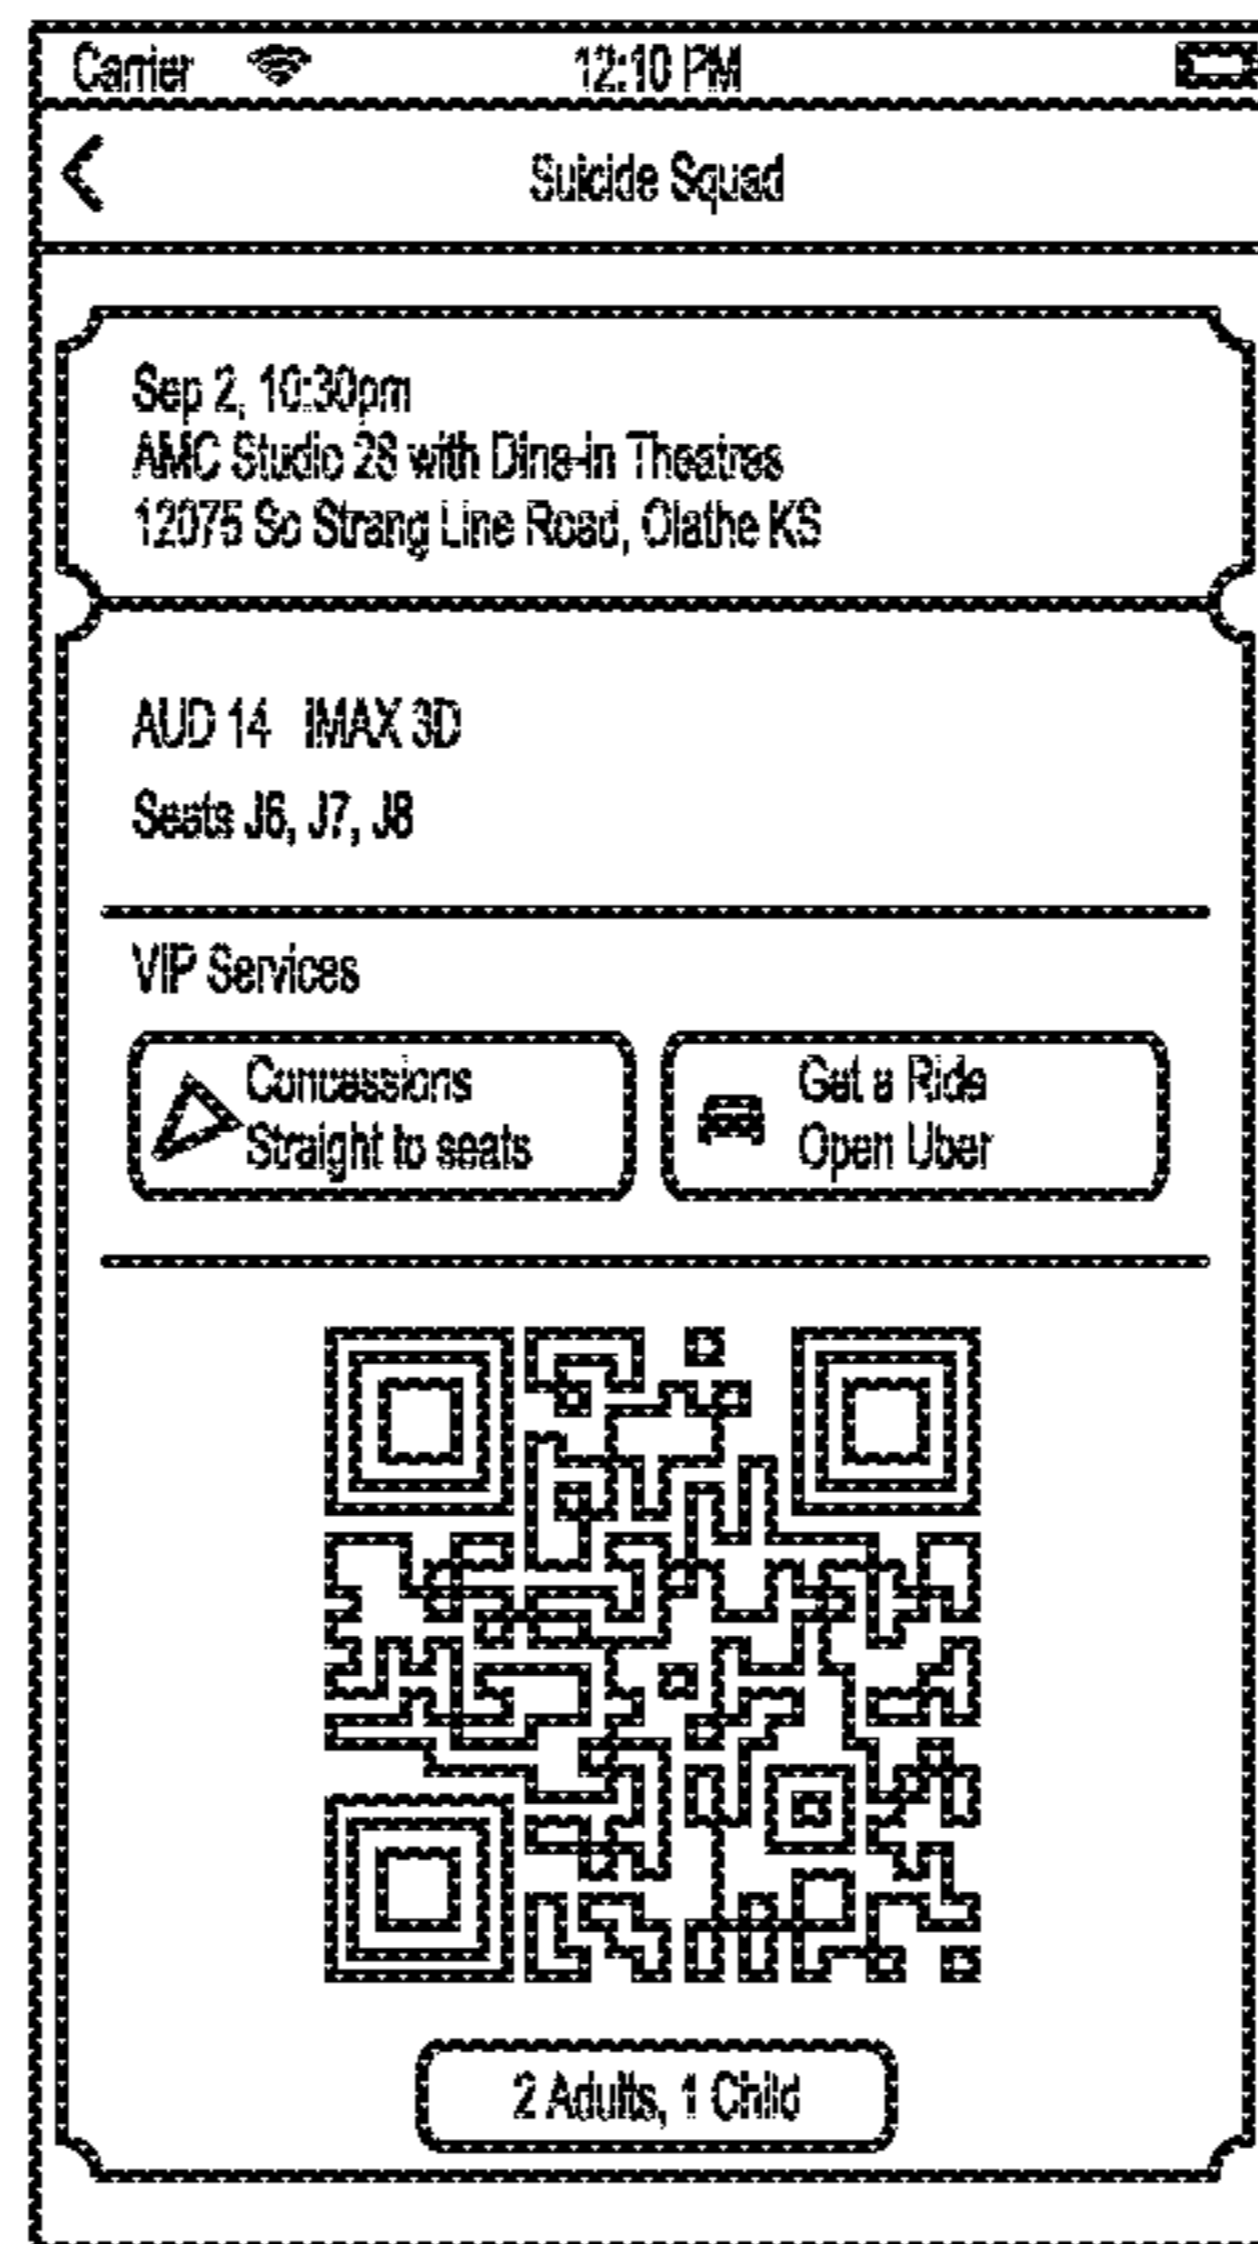 Carrier 12:10 PM
Suicide Squad
Sep 2, 10:30pm
AMC Studio 28 with Dine-in Theatres
12075 So Strang Line Road, Olathe KS
AUD 14 IMAX 3D
Seats J6, J7, J8
VIP Services
Concessions
Straight to seats
Get a Ride
Open Uber
2 Adults, 1 Child